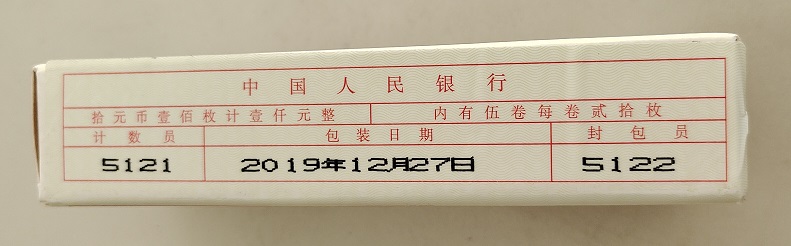 中国人民银行
拾元币壹佰枚计壹仟元整 内有伍卷每卷贰拾枚
计数员 包装日期 封包员
5121 2019年12月27日 5122